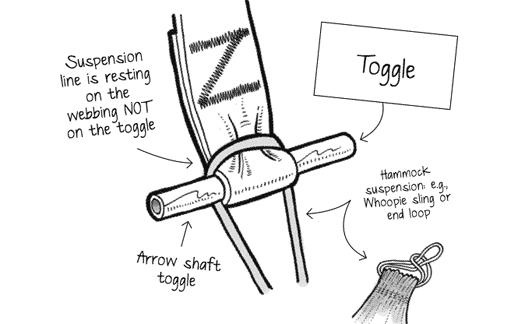 Suspension
line is resting
on the
webbing NOT
on the toggle
Toggle
Hammock
suspension: e.g.,
Whoopie sling or
end loop
Arrow shaft
toggle